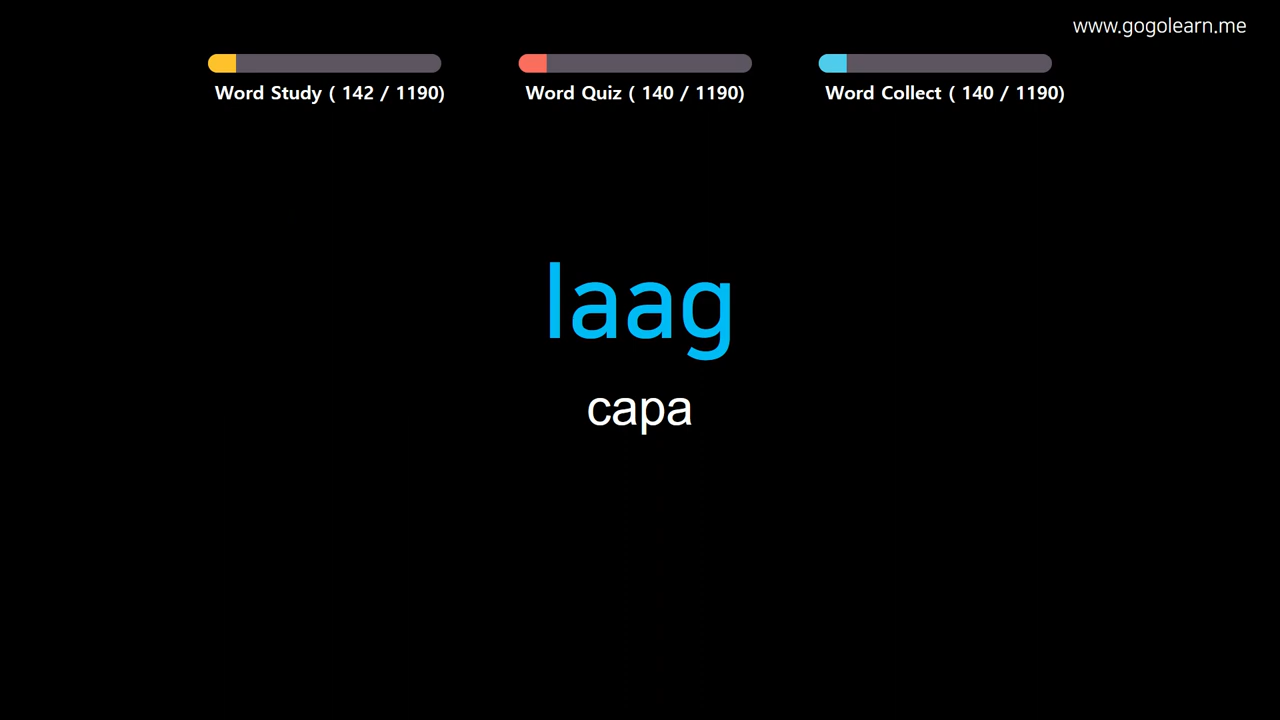 www.gogolearn.me
Word Study ( 142 / 1190)
Word Quiz ( 140 / 1190)
Word Collect ( 140 / 1190)
laag
capa